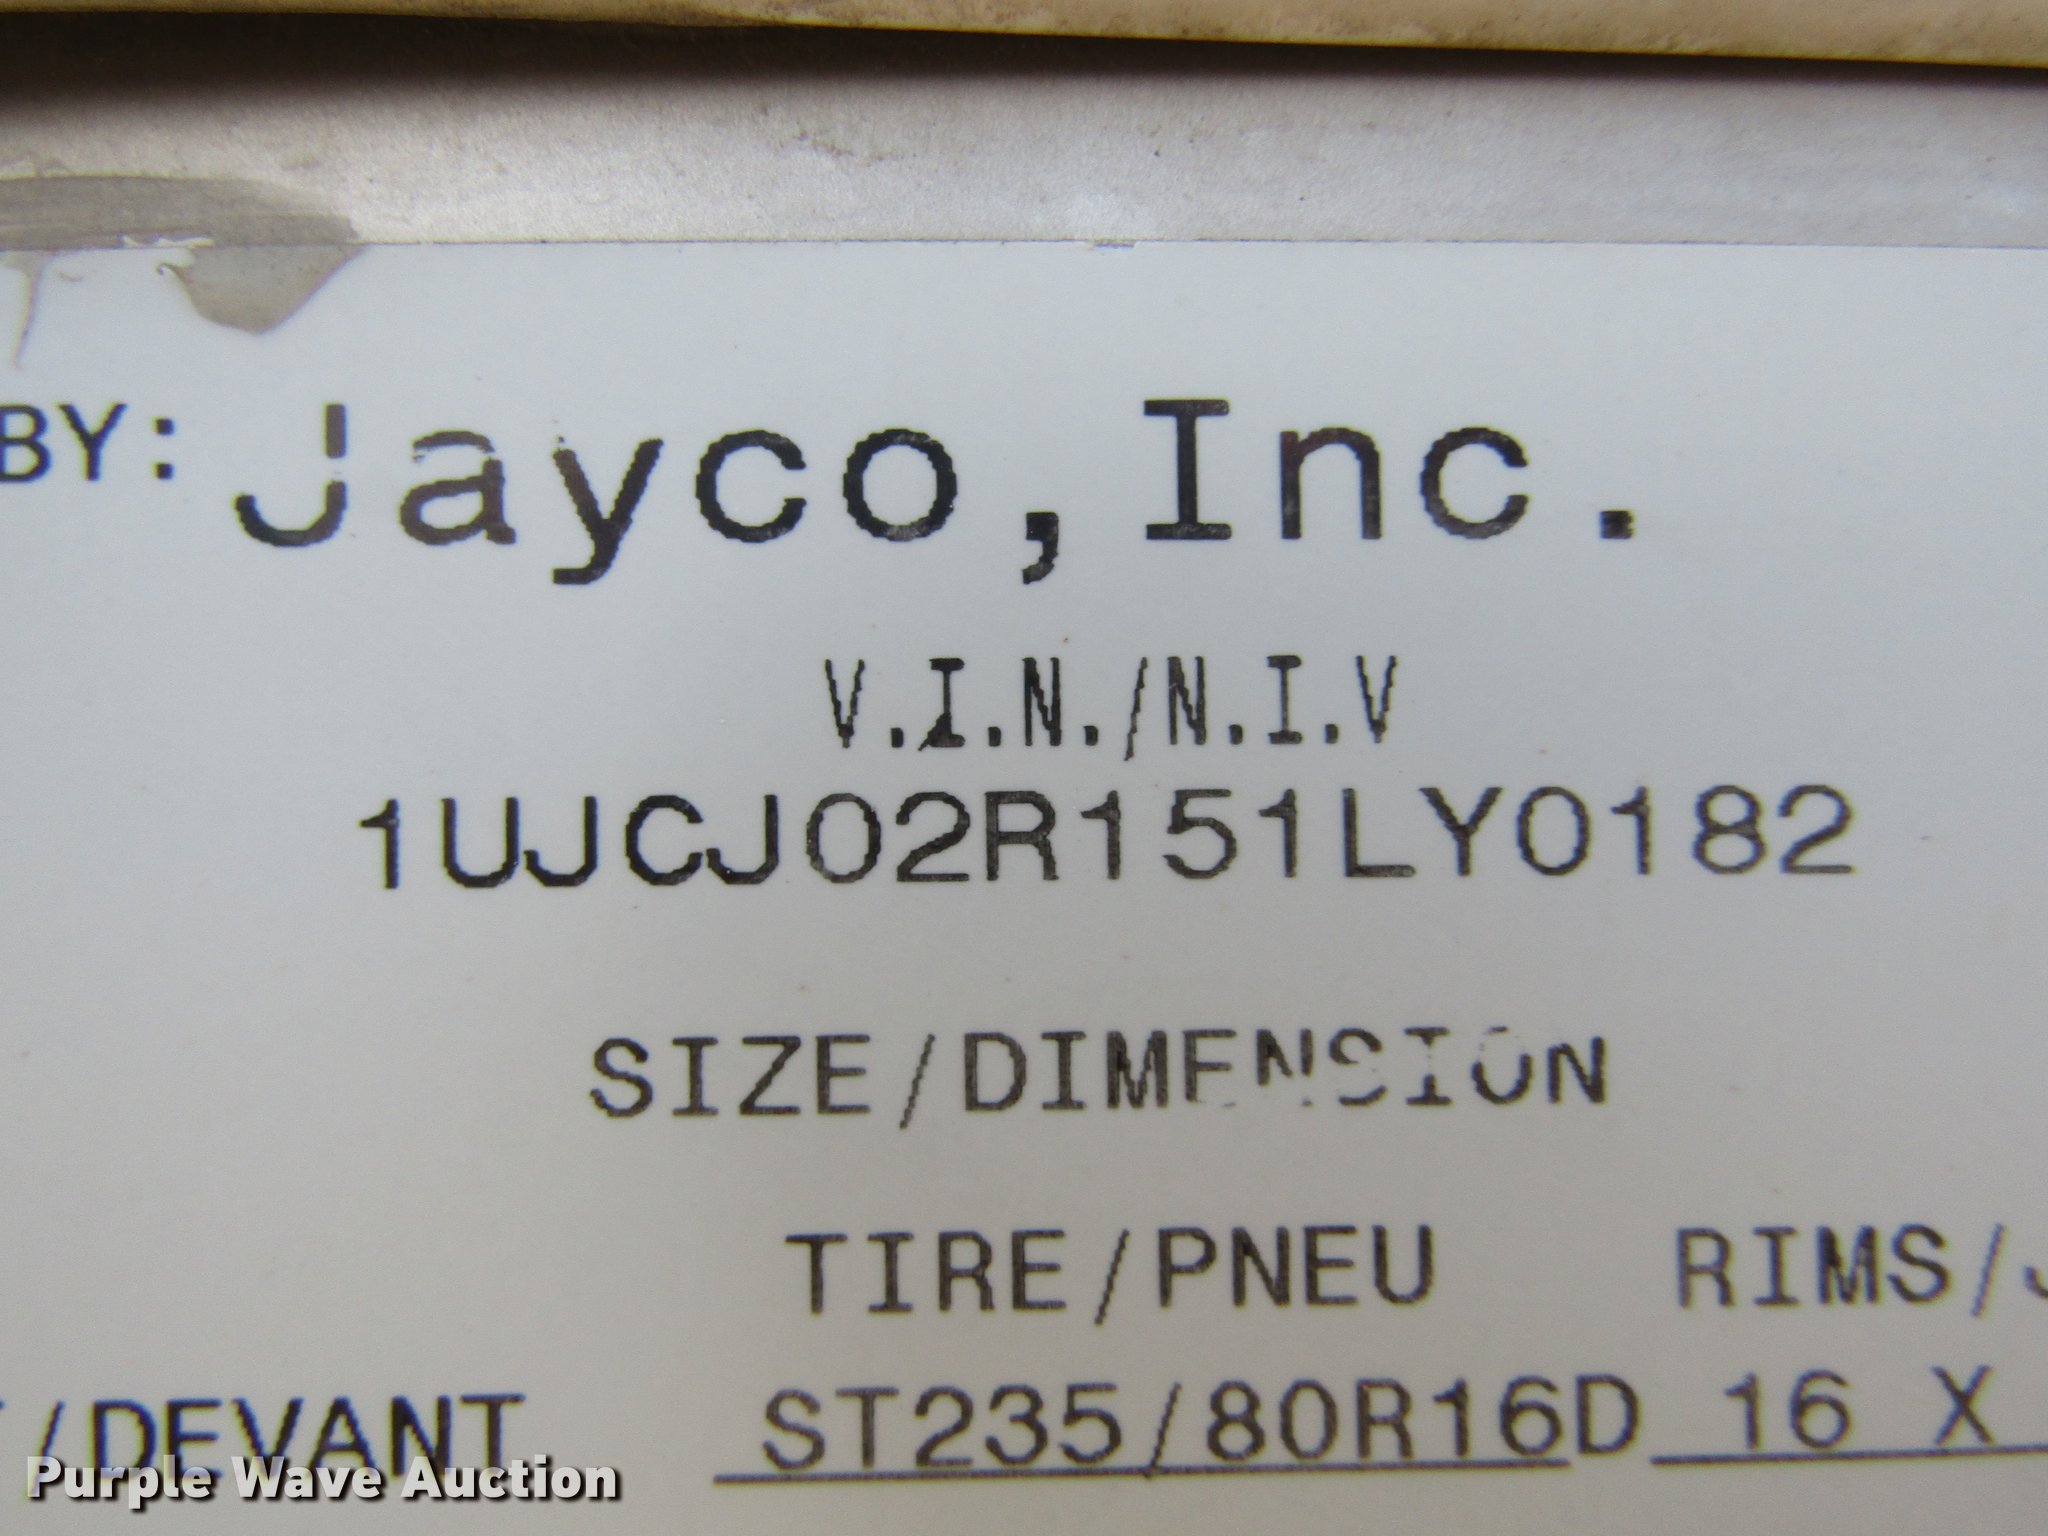 BY: Jayco, Inc.
V.I.N./N.I.V
1UJCJ02R151LY0182
SIZE/DIMENSION
TIRE/PNEU RIMS/J
/DEVANT ST235/80R16D 16 X
Purple Wave Auction